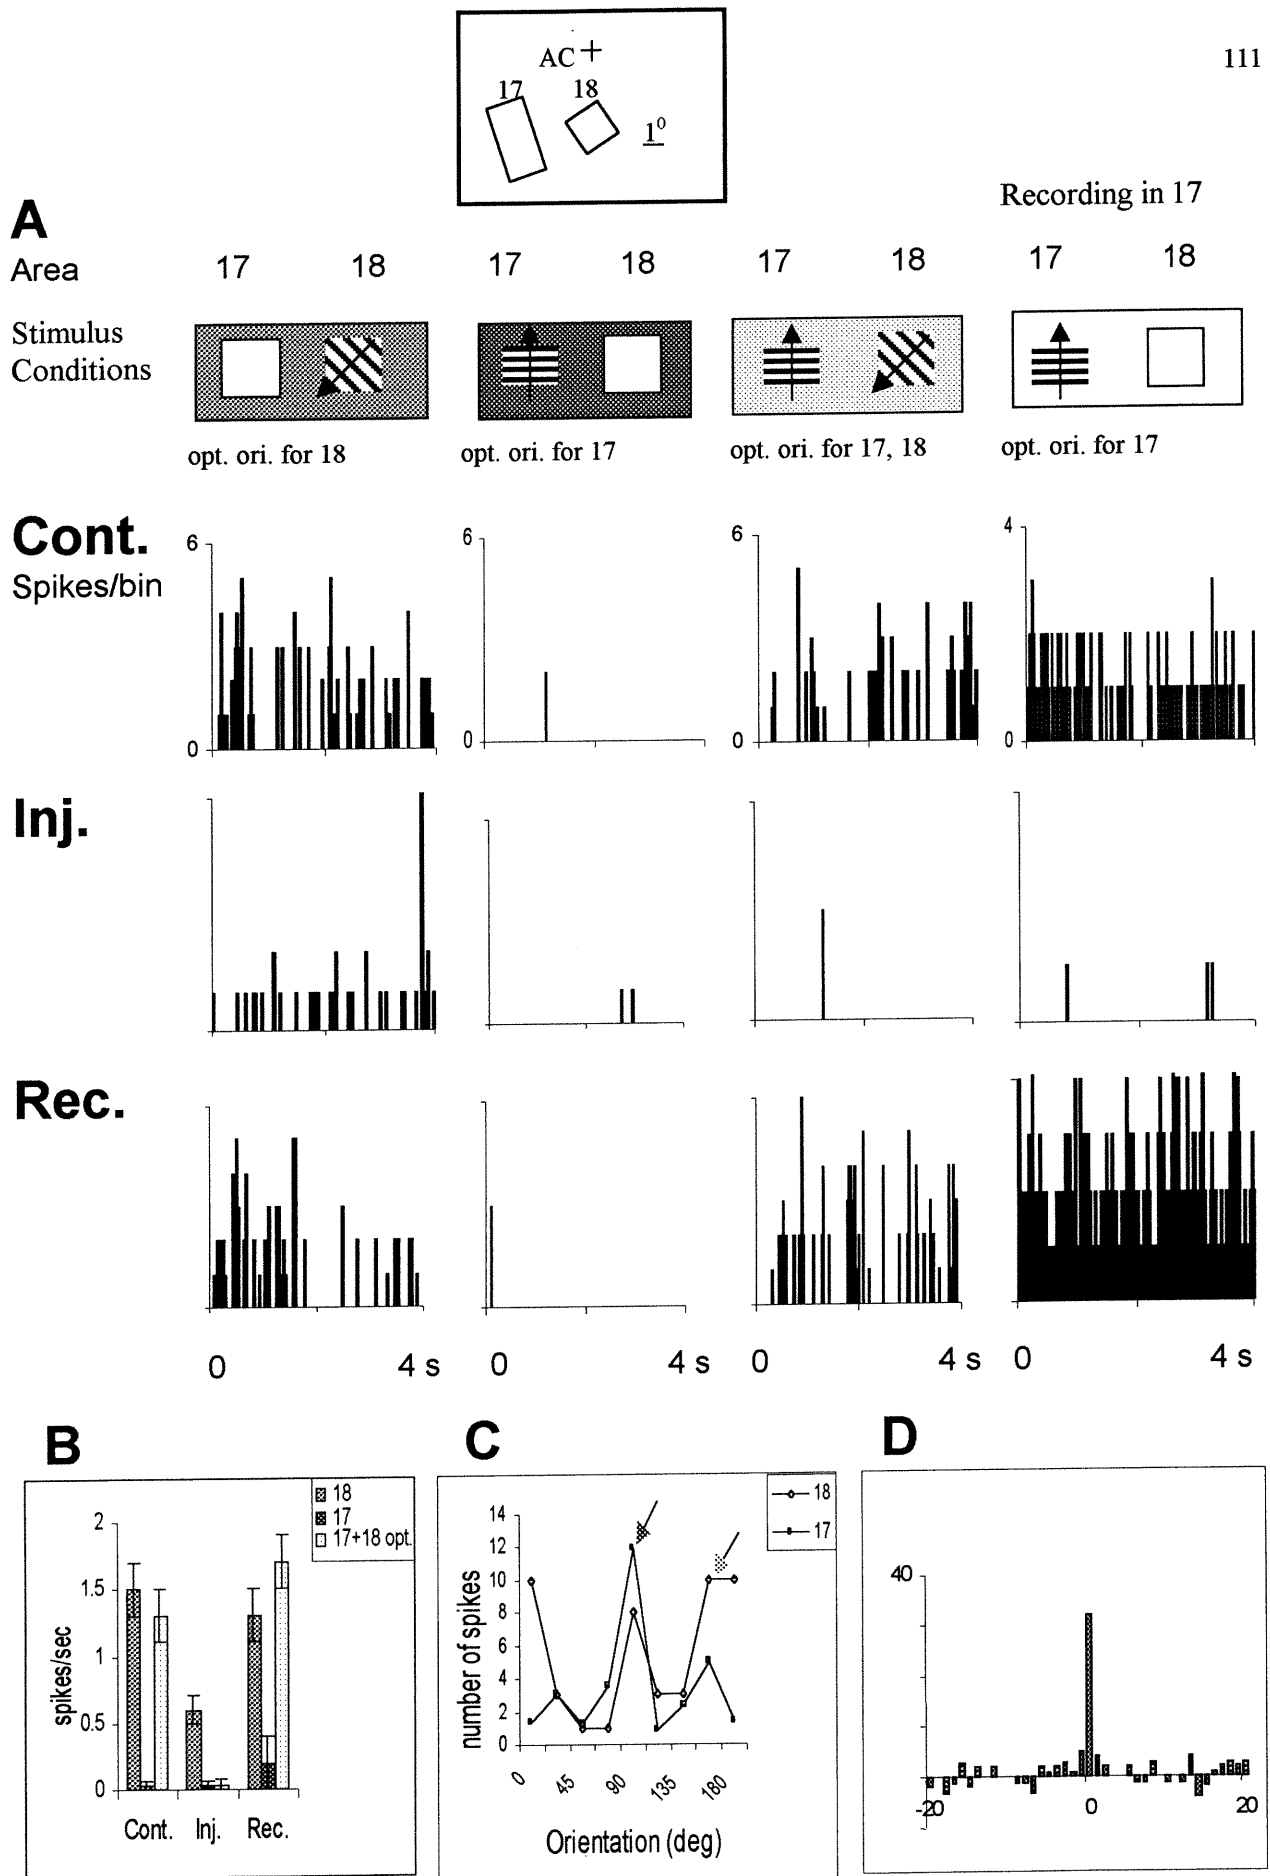 111
AC +
17 18
1⁰
Recording in 17
A
Area 17 18 17 18 17 18 17 18
Stimulus
Conditions
opt. ori. for 18 opt. ori. for 17 opt. ori. for 17, 18 opt. ori. for 17
Cont.
Spikes/bin
6 6 6 4
0 0 0 0
Inj.
Rec.
0 4 s 0 4 s 0 4 s 0 4 s
B
18
17
17+18 opt.
spikes/sec
2
1.5
1
0.5
0
Cont. Inj. Rec.
C
18
17
number of spikes
14
12
10
8
6
4
2
0
0 45 90 135 180
Orientation (deg)
D
40
-20 0 20